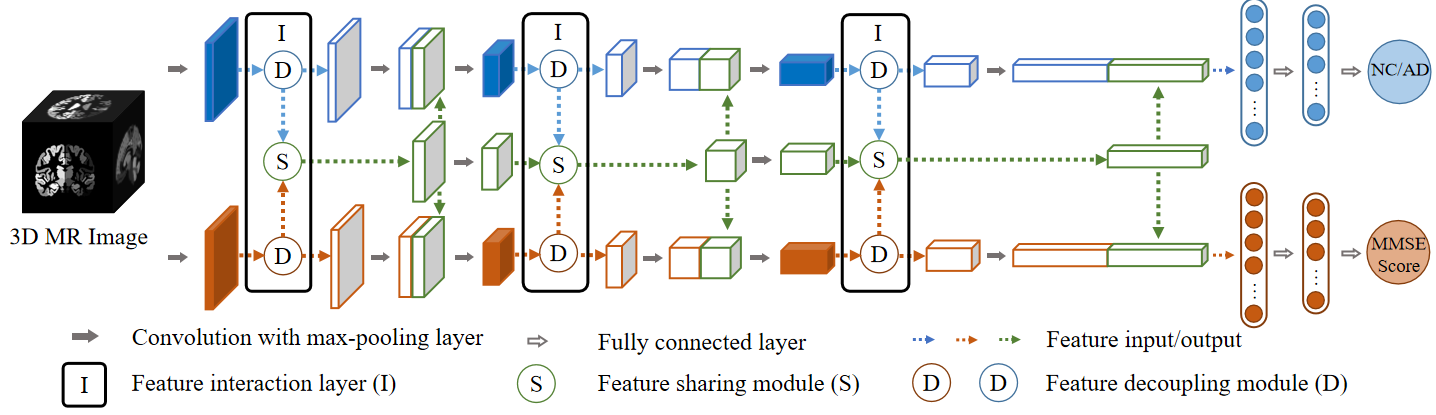 I
I
I
D
D
D
NC/AD
S
S
S
3D MR Image
D
D
D
MMSE
Score
Convolution with max-pooling layer
Fully connected layer
Feature input/output
I
Feature interaction layer (I)
S
Feature sharing module (S)
D
D
Feature decoupling module (D)